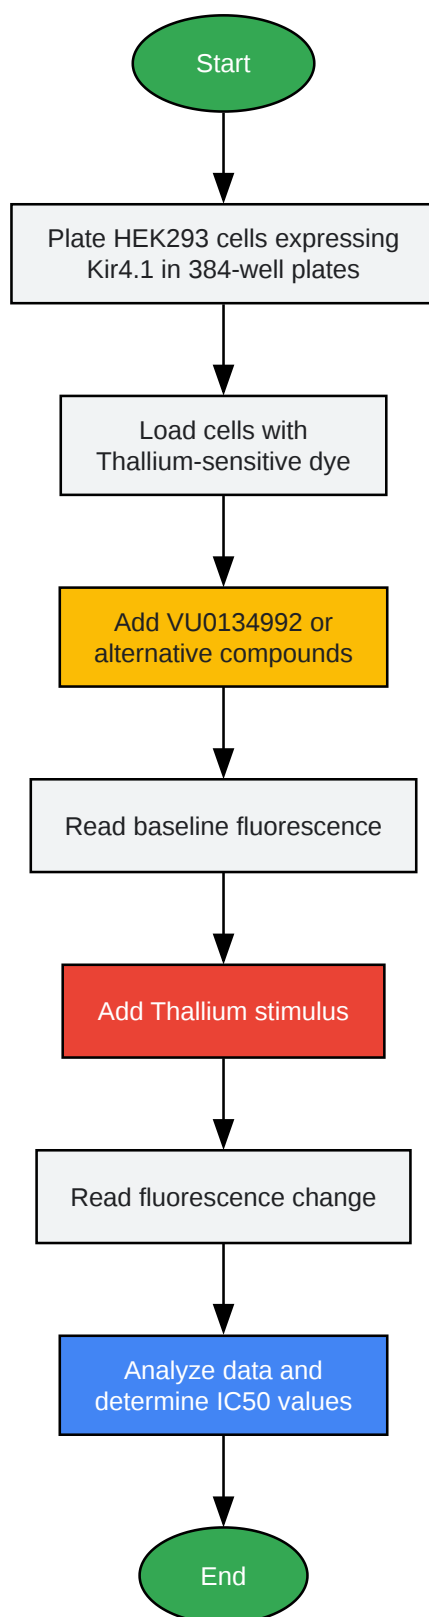 Start
Plate HEK293 cells expressing
Kir4.1 in 384-well plates
Load cells with
Thallium-sensitive dye
Add VU0134992 or
alternative compounds
Read baseline fluorescence
Add Thallium stimulus
Read fluorescence change
Analyze data and
determine IC50 values
End